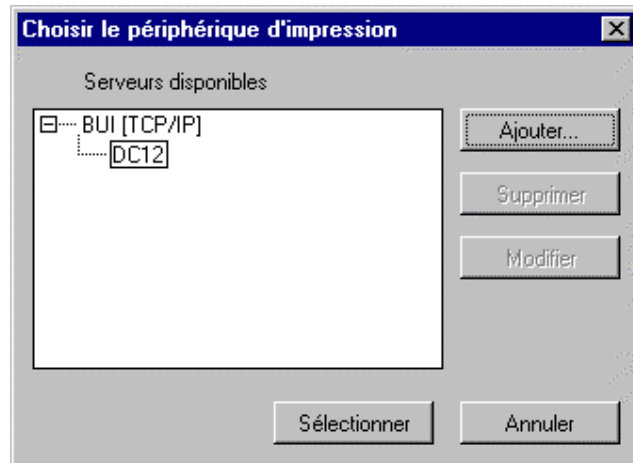 Choisir le périphérique d'impression
Serveurs disponibles
BUI [TCP/IP]
DC12
Ajouter...
Supprimer
Modifier
Sélectionner
Annuler